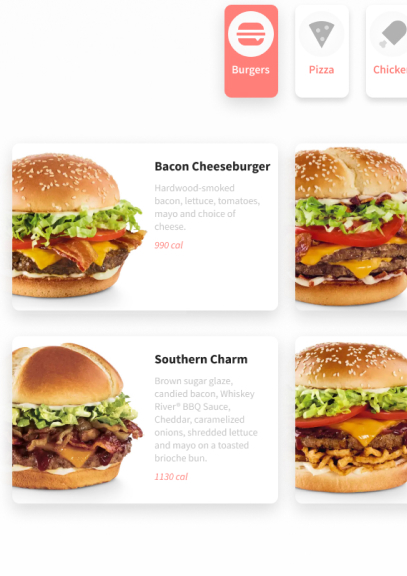 Burgers
Pizza
Chicke
Bacon Cheeseburger
Hardwood-smoked
bacon, lettuce, tomatoes,
mayo and choice of
cheese.
990 cal
Southern Charm
Brown sugar glaze,
candied bacon, Whiskey
River® BBQ Sauce,
Cheddar, caramelized
onions, shredded lettuce
and mayo on a toasted
brioche bun.
1130 cal